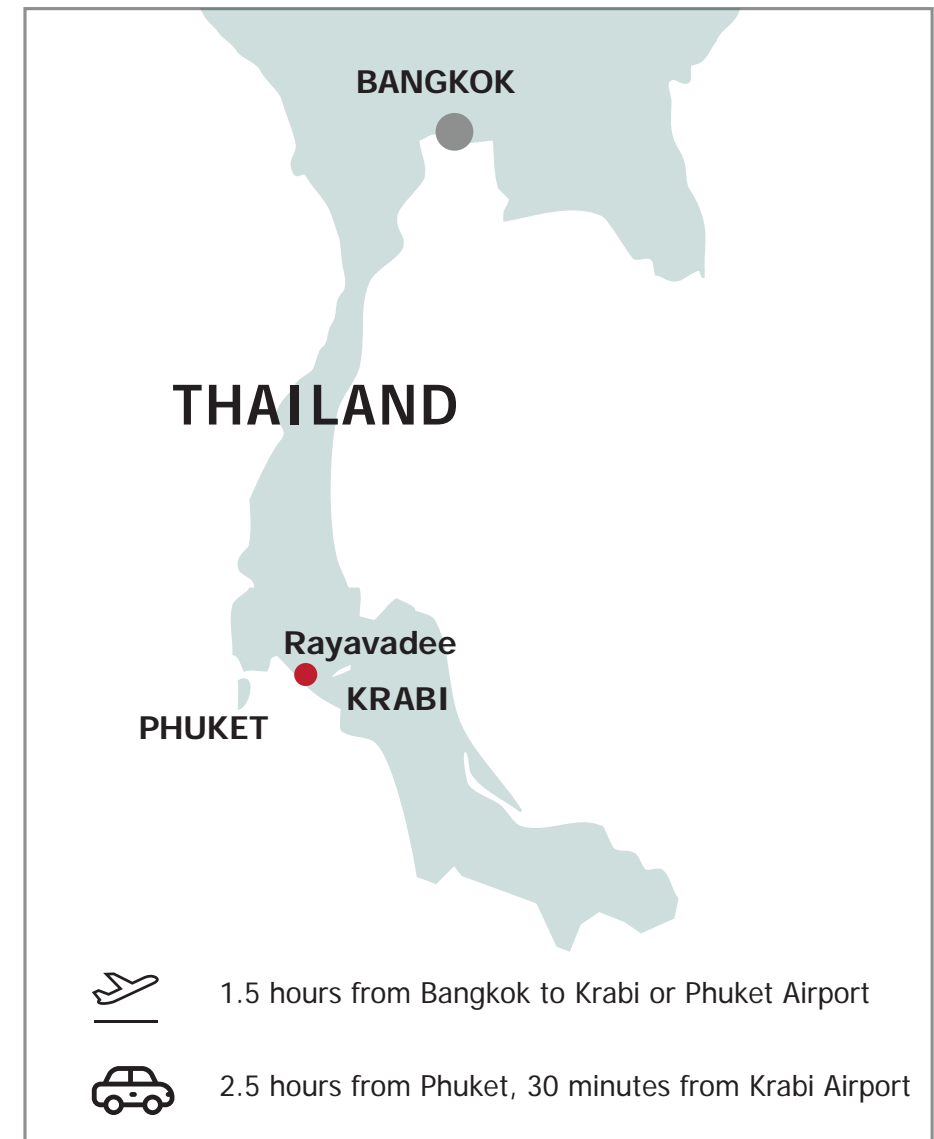 BANGKOK
THAILAND
Rayavadee
KRABI
PHUKET
1.5 hours from Bangkok to Krabi or Phuket Airport
2.5 hours from Phuket, 30 minutes from Krabi Airport